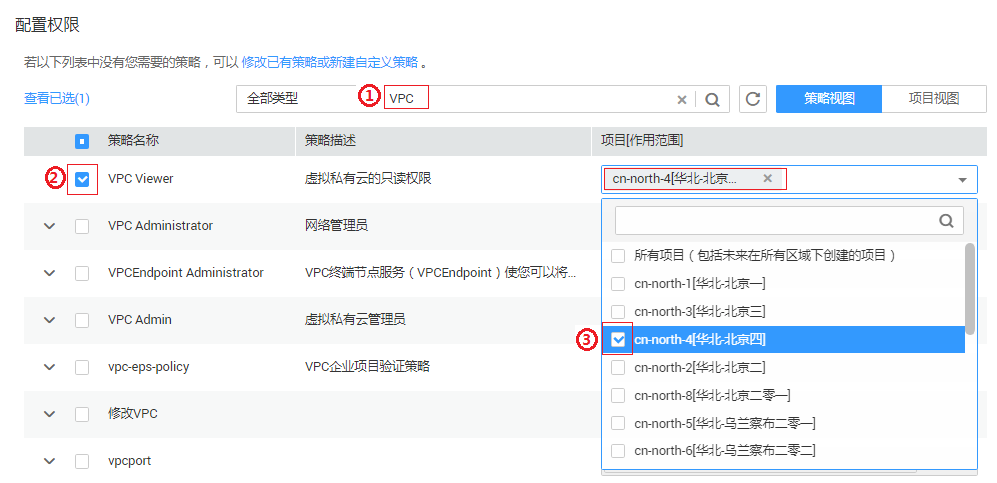 配置权限
若以下列表中没有您需要的策略，可以 修改已有策略或新建自定义策略 。
查看已选(1) 全部类型 ① VPC 策略视图 项目视图
策略名称 策略描述 项目[作用范围]
② VPC Viewer 虚拟私有云的只读权限 cn-north-4[华北-北京...
VPC Administrator 网络管理员
所有项目（包括未来在所有区域下创建的项目）
VPCEndpoint Administrator VPC终端节点服务（VPCEndpoint）使您可以将...
cn-north-1[华北-北京一]
cn-north-3[华北-北京三]
VPC Admin 虚拟私有云管理员
③ cn-north-4[华北-北京四]
vpc-eps-policy VPC企业项目验证策略 cn-north-2[华北-北京二]
cn-north-8[华北-北京二零一]
修改VPC
cn-north-5[华北-乌兰察布二零一]
cn-north-6[华北-乌兰察布二零二]
vpcport